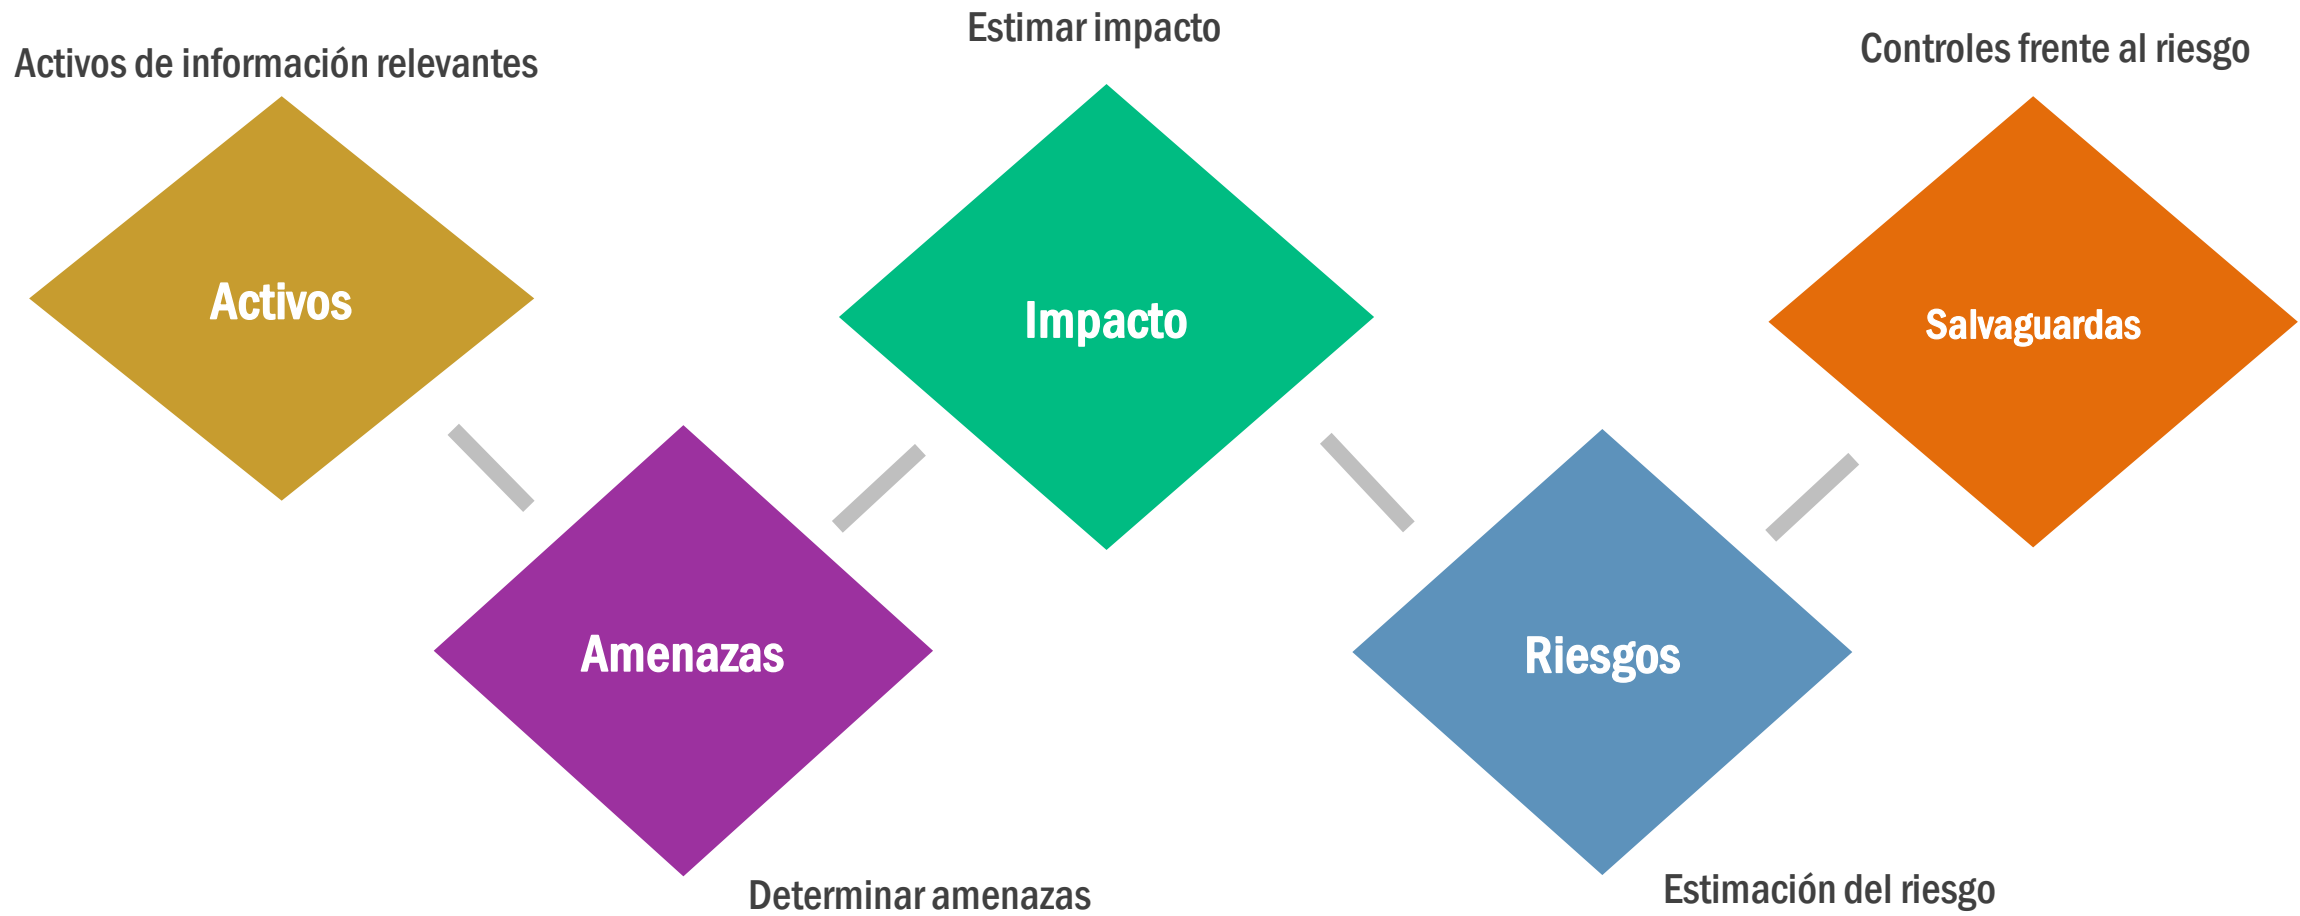 Activos de información relevantes
Activos
Determinar amenazas
Amenazas
Estimar impacto
Impacto
Estimación del riesgo
Riesgos
Controles frente al riesgo
Salvaguardas